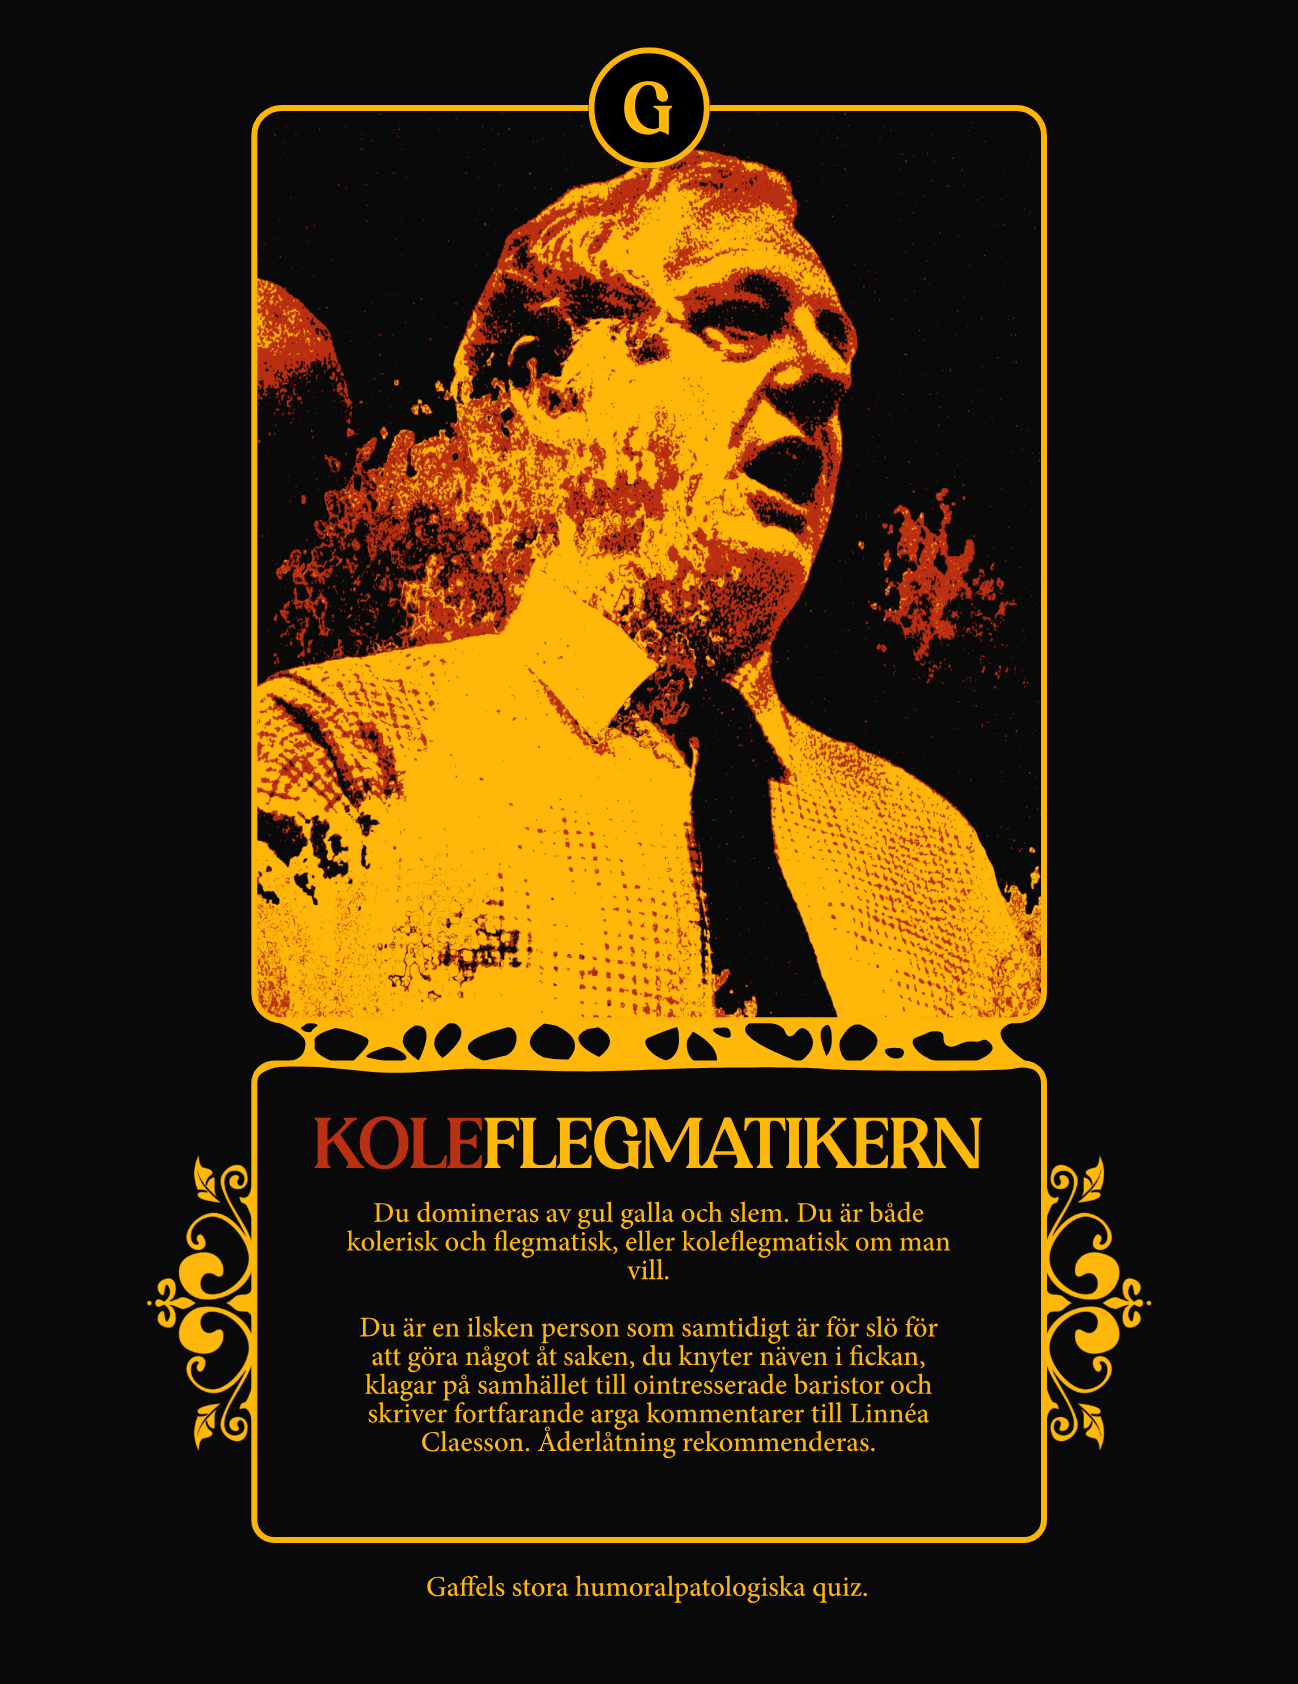 G
KOLEFLEGMATIKERN
Du domineras av gul galla och slem. Du är både
kolerisk och flegmatisk, eller koleflegmatisk om man
vill.
Du är en ilsken person som samtidigt är för slö för
att göra något åt saken, du knyter näven i fickan,
klagar på samhället till ointresserade baristor och
skriver fortfarande arga kommentarer till Linnéa
Claesson. Åderlåtning rekommenderas.
Gaffels stora humoralpatologiska quiz.